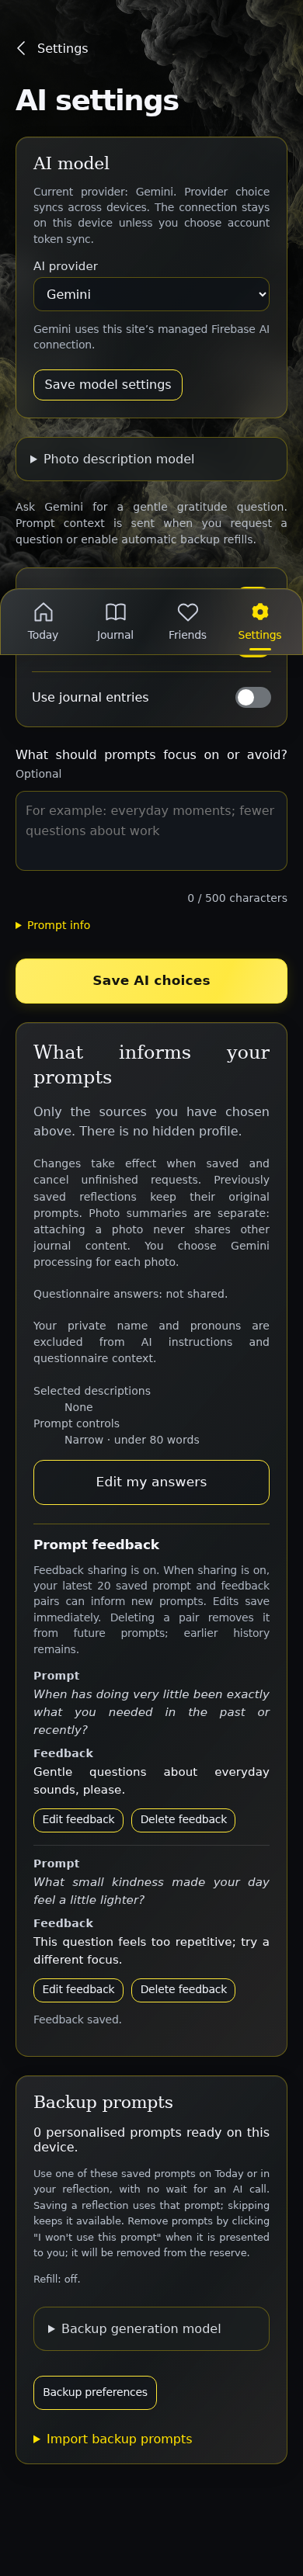 Settings
AI settings
AI model
Current provider: Gemini. Provider choice
syncs across devices. The connection stays
on this device unless you choose account
token sync.
AI provider
Gemini
Gemini uses this site’s managed Firebase AI
connection.
Save model settings
Photo description model
Ask Gemini for a gentle gratitude question.
Prompt context is sent when you request a
question or enable automatic backup refills.
Today
Journal
Friends
Settings
Use journal entries
What should prompts focus on or avoid?
Optional
For example: everyday moments; fewer
questions about work
0 / 500 characters
Prompt info
Save AI choices
What informs your
prompts
Only the sources you have chosen
above. There is no hidden profile.
Changes take effect when saved and
cancel unfinished requests. Previously
saved reflections keep their original
prompts. Photo summaries are separate:
attaching a photo never shares other
journal content. You choose Gemini
processing for each photo.
Questionnaire answers: not shared.
Your private name and pronouns are
excluded from AI instructions and
questionnaire context.
Selected descriptions
None
Prompt controls
Narrow · under 80 words
Edit my answers
Prompt feedback
Feedback sharing is on. When sharing is on,
your latest 20 saved prompt and feedback
pairs can inform new prompts. Edits save
immediately. Deleting a pair removes it
from future prompts; earlier history
remains.
Prompt
When has doing very little been exactly
what you needed in the past or
recently?
Feedback
Gentle questions about everyday
sounds, please.
Edit feedback
Delete feedback
Prompt
What small kindness made your day
feel a little lighter?
Feedback
This question feels too repetitive; try a
different focus.
Edit feedback
Delete feedback
Feedback saved.
Backup prompts
0 personalised prompts ready on this
device.
Use one of these saved prompts on Today or in
your reflection, with no wait for an AI call.
Saving a reflection uses that prompt; skipping
keeps it available. Remove prompts by clicking
"I won't use this prompt" when it is presented
to you; it will be removed from the reserve.
Refill: off.
Backup generation model
Backup preferences
Import backup prompts